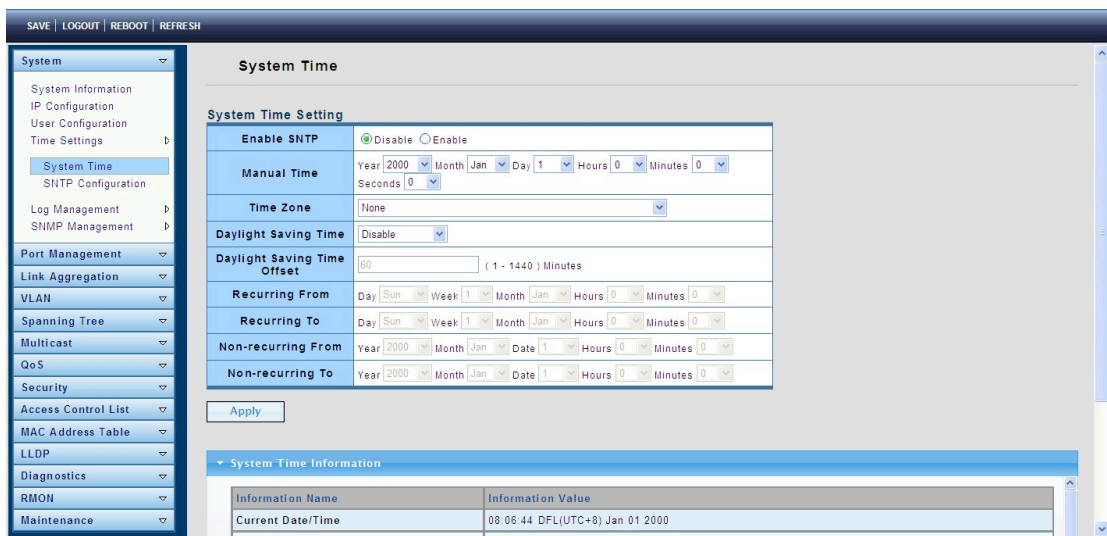 SAVE | LOGOUT | REBOOT | REFRESH
System
System Information
IP Configuration
User Configuration
Time Settings
System Time
SNTP Configuration
Log Management
SNMP Management
Port Management
Link Aggregation
VLAN
Spanning Tree
Multicast
QoS
Security
Access Control List
MAC Address Table
LLDP
Diagnostics
RMON
Maintenance
System Time
System Time Setting
Enable SNTP Disable Enable
Manual Time Year 2000 Month Jan Day 1 Hours 0 Minutes 0
Seconds 0
Time Zone None
Daylight Saving Time Disable
Daylight Saving Time
Offset 60 ( 1 - 1440 ) Minutes
Recurring From Day Sun Week 1 Month Jan Hours 0 Minutes 0
Recurring To Day Sun Week 1 Month Jan Hours 0 Minutes 0
Non-recurring From Year 2000 Month Jan Date 1 Hours 0 Minutes 0
Non-recurring To Year 2000 Month Jan Date 1 Hours 0 Minutes 0
Apply
System Time Information
Information Name Information Value
Current Date/Time 08:06:44 DFL(UTC+8) Jan 01 2000